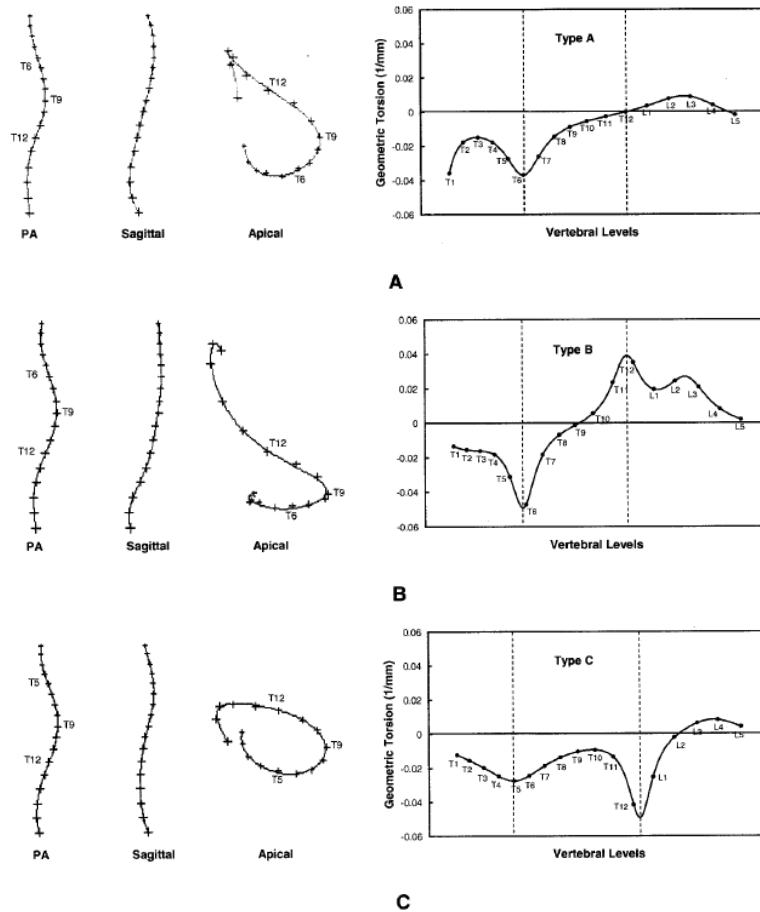 T6
T9
T12
PA
Sagittal
T12
T9
T6
Apical
Geometric Torsion (1/mm)
0.06
0.04
0.02
0
-0.02
-0.04
-0.06
Type A
T1
T2
T3
T4
T5
T6
T7
T8
T9
T10
T11
T12
L1
L2
L3
L4
L5
Vertebral Levels
A
T6
T9
T12
PA
Sagittal
T12
T9
T6
Apical
Geometric Torsion (1/mm)
0.06
0.04
0.02
0
-0.02
-0.04
-0.06
Type B
T1
T2
T3
T4
T5
T6
T7
T8
T9
T10
T11
T12
L1
L2
L3
L4
L5
Vertebral Levels
B
T5
T9
T12
PA
Sagittal
T12
T9
T5
Apical
Geometric Torsion (1/mm)
0.06
0.04
0.02
0
-0.02
-0.04
-0.06
Type C
T1
T2
T3
T4
T5
T6
T7
T8
T9
T10
T11
T12
L1
L2
L3
L4
L5
Vertebral Levels
C